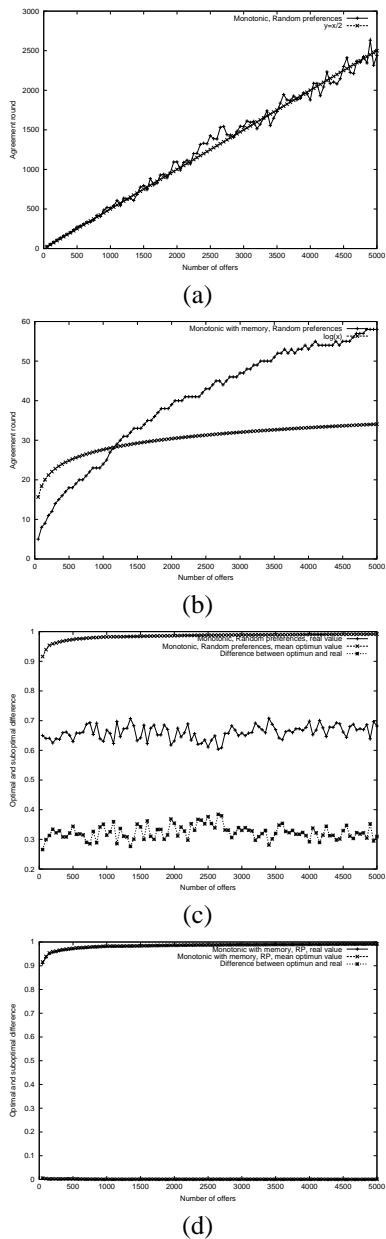 Monotonic, Random preferences
y=x/2
3000
2500
2000
1500
1000
500
0
Agreement round
0 500 1000 1500 2000 2500 3000 3500 4000 4500 5000
Number of offers
(a)
Monotonic with memory, Random preferences
log(x)
60
50
40
30
20
10
0
Agreement round
0 500 1000 1500 2000 2500 3000 3500 4000 4500 5000
Number of offers
(b)
Monotonic, Random preferences, real value
Monotonic, Random preferences, mean optimun value
Difference between optimun and real
1
0.9
0.8
0.7
0.6
0.5
0.4
0.3
0.2
Optimal and suboptimal difference
0 500 1000 1500 2000 2500 3000 3500 4000 4500 5000
Number of offers
(c)
Monotonic with memory, RP, real value
Monotonic with memory, RP, mean optimun value
Difference between optimun and real
1
0.9
0.8
0.7
0.6
0.5
0.4
0.3
0.2
0.1
0
Optimal and suboptimal difference
0 500 1000 1500 2000 2500 3000 3500 4000 4500 5000
Number of offers
(d)